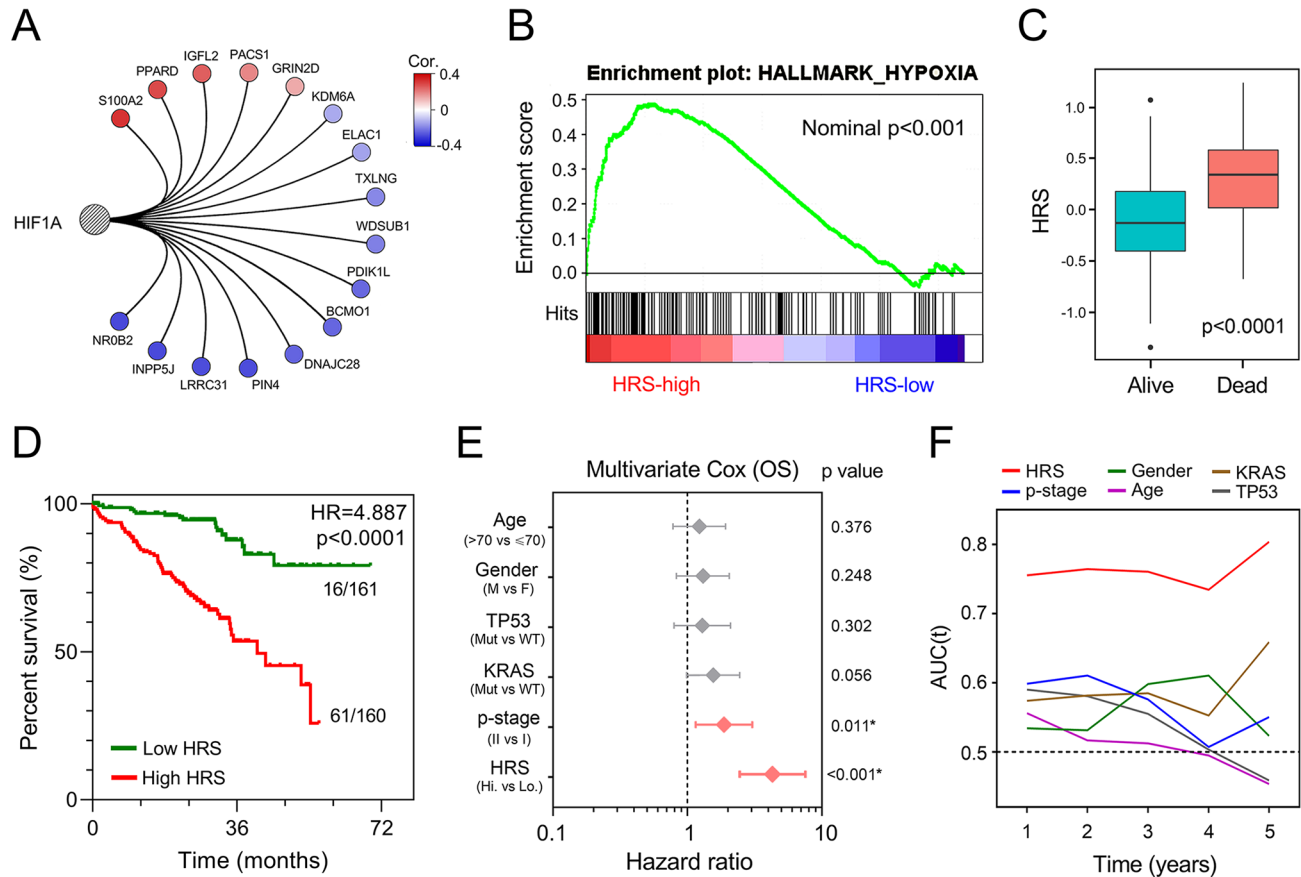 A
Cor.
0.4
0
-0.4
IGFL2
PACS1
PPARD
GRIN2D
S100A2
KDM6A
ELAC1
TXLNG
HIF1A
WDSUB1
PDIK1L
BCMO1
NR0B2
INPP5J
DNAJC28
LRRC31
PIN4
B
Enrichment plot: HALLMARK_HYPOXIA
Nominal p<0.001
Enrichment score
0.5
0.4
0.3
0.2
0.1
0.0
Hits
HRS-high
HRS-low
C
HRS
1.0
0.5
0.0
-0.5
-1.0
p<0.0001
Alive
Dead
D
Percent survival (%)
100
50
0
HR=4.887
p<0.0001
16/161
61/160
Low HRS
High HRS
0
36
72
Time (months)
E
Multivariate Cox (OS)
p value
Age
(>70 vs ⩽70)
0.376
Gender
(M vs F)
0.248
TP53
(Mut vs WT)
0.302
KRAS
(Mut vs WT)
0.056
p-stage
(II vs I)
0.011*
HRS
(Hi. vs Lo.)
<0.001*
0.1
1
10
Hazard ratio
F
HRS
Gender
KRAS
p-stage
Age
TP53
AUC(t)
0.8
0.7
0.6
0.5
1
2
3
4
5
Time (years)